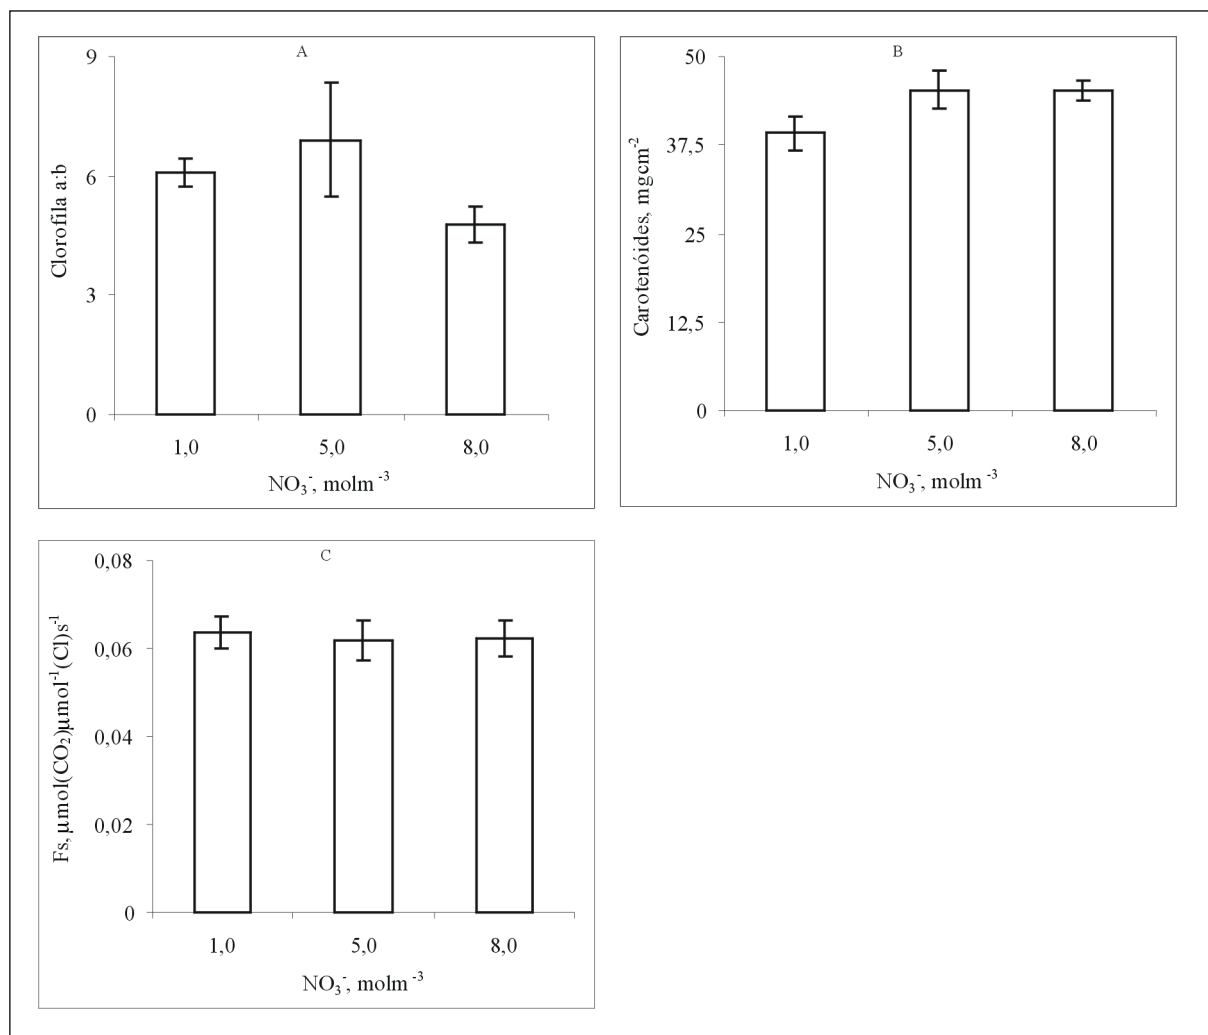 A
Clorofila a:b
9
6
3
0
1,0 5,0 8,0
NO₃⁻, molm⁻³
B
Carotenóides, mgcm⁻²
50
37,5
25
12,5
0
1,0 5,0 8,0
NO₃⁻, molm⁻³
C
Fs, μmol(CO₂)μmol⁻¹(Cl)s⁻¹
0,08
0,06
0,04
0,02
0
1,0 5,0 8,0
NO₃⁻, molm⁻³